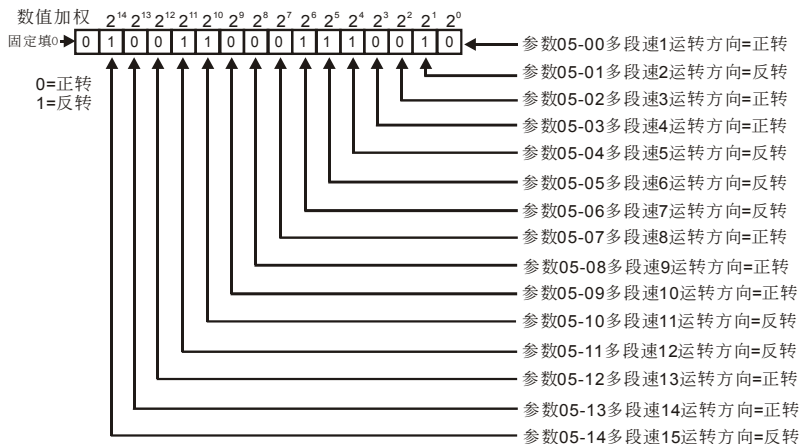 数值加权 2¹⁴ 2¹³ 2¹² 2¹¹ 2¹⁰ 2⁹ 2⁸ 2⁷ 2⁶ 2⁵ 2⁴ 2³ 2² 2¹ 2⁰
固定填0 0 1 0 0 1 1 0 0 0 1 1 1 0 0 1 0 参数05-00多段速1运转方向=正转
0=正转
1=反转
参数05-01多段速2运转方向=反转
参数05-02多段速3运转方向=正转
参数05-03多段速4运转方向=正转
参数05-04多段速5运转方向=反转
参数05-05多段速6运转方向=反转
参数05-06多段速7运转方向=反转
参数05-07多段速8运转方向=正转
参数05-08多段速9运转方向=正转
参数05-09多段速10运转方向=正转
参数05-10多段速11运转方向=反转
参数05-11多段速12运转方向=反转
参数05-12多段速13运转方向=正转
参数05-13多段速14运转方向=正转
参数05-14多段速15运转方向=反转